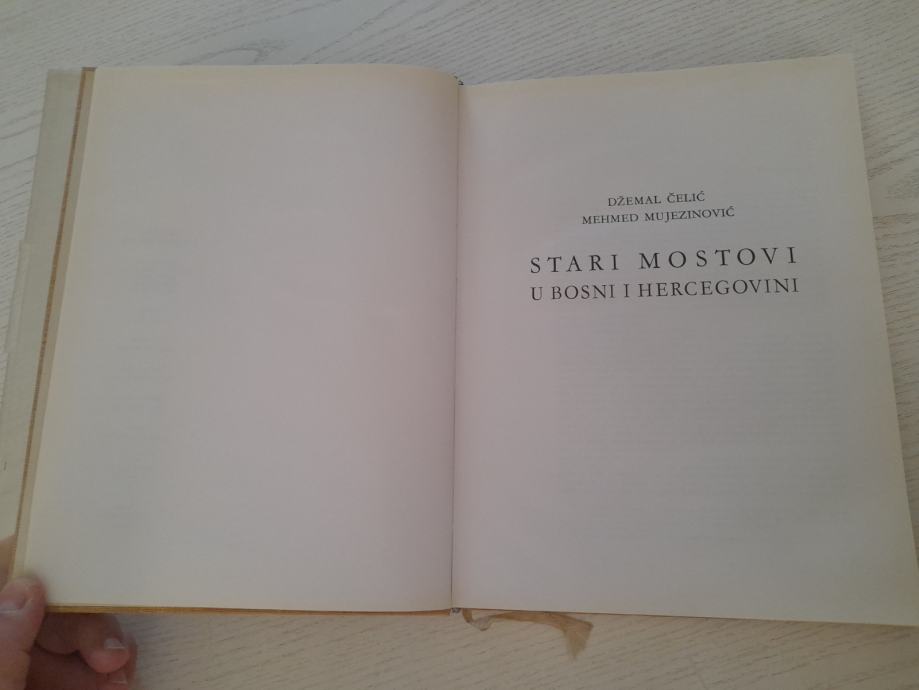 DŽEMAL ČELIĆ
MEHMED MUJEZINOVIĆ
STARI MOSTOVI
U BOSNI I HERCEGOVINI